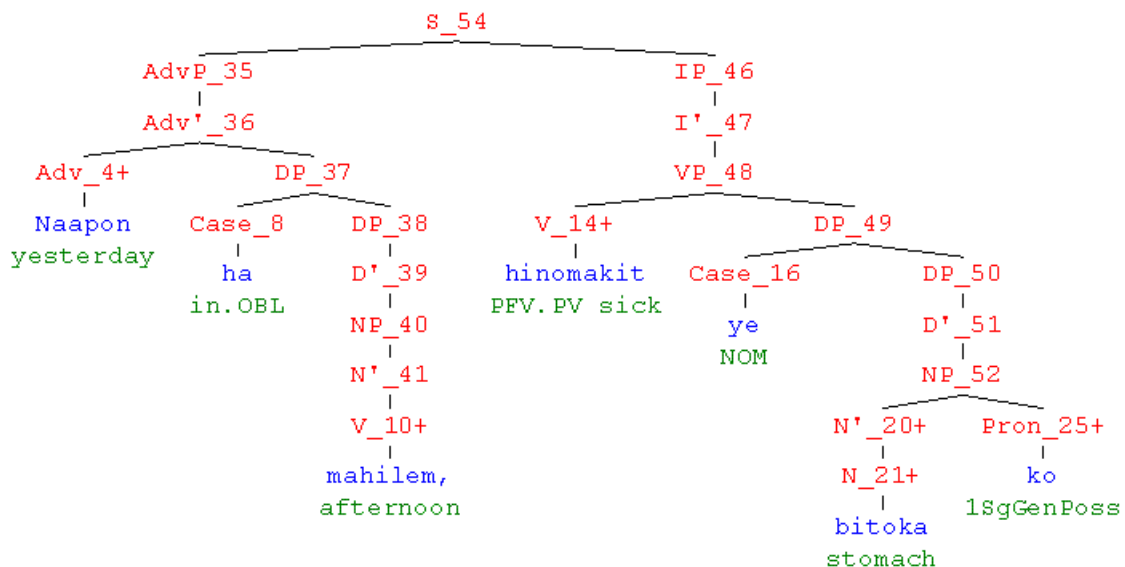 S_54
AdvP_35 IP_46
Adv'_36 I'_47
Adv_4+ DP_37 VP_48
Naapon Case_8 DP_38 V_14+ DP_49
yesterday ha D'_39 hinomakit Case_16 DP_50
in.OBL NP_40 PFV.PV sick ye D'_51
N'_41 NOM NP_52
V_10+ N'_20+ Pron_25+
mahilem, N_21+ ko
afternoon bitoka 1SgGenPoss
stomach